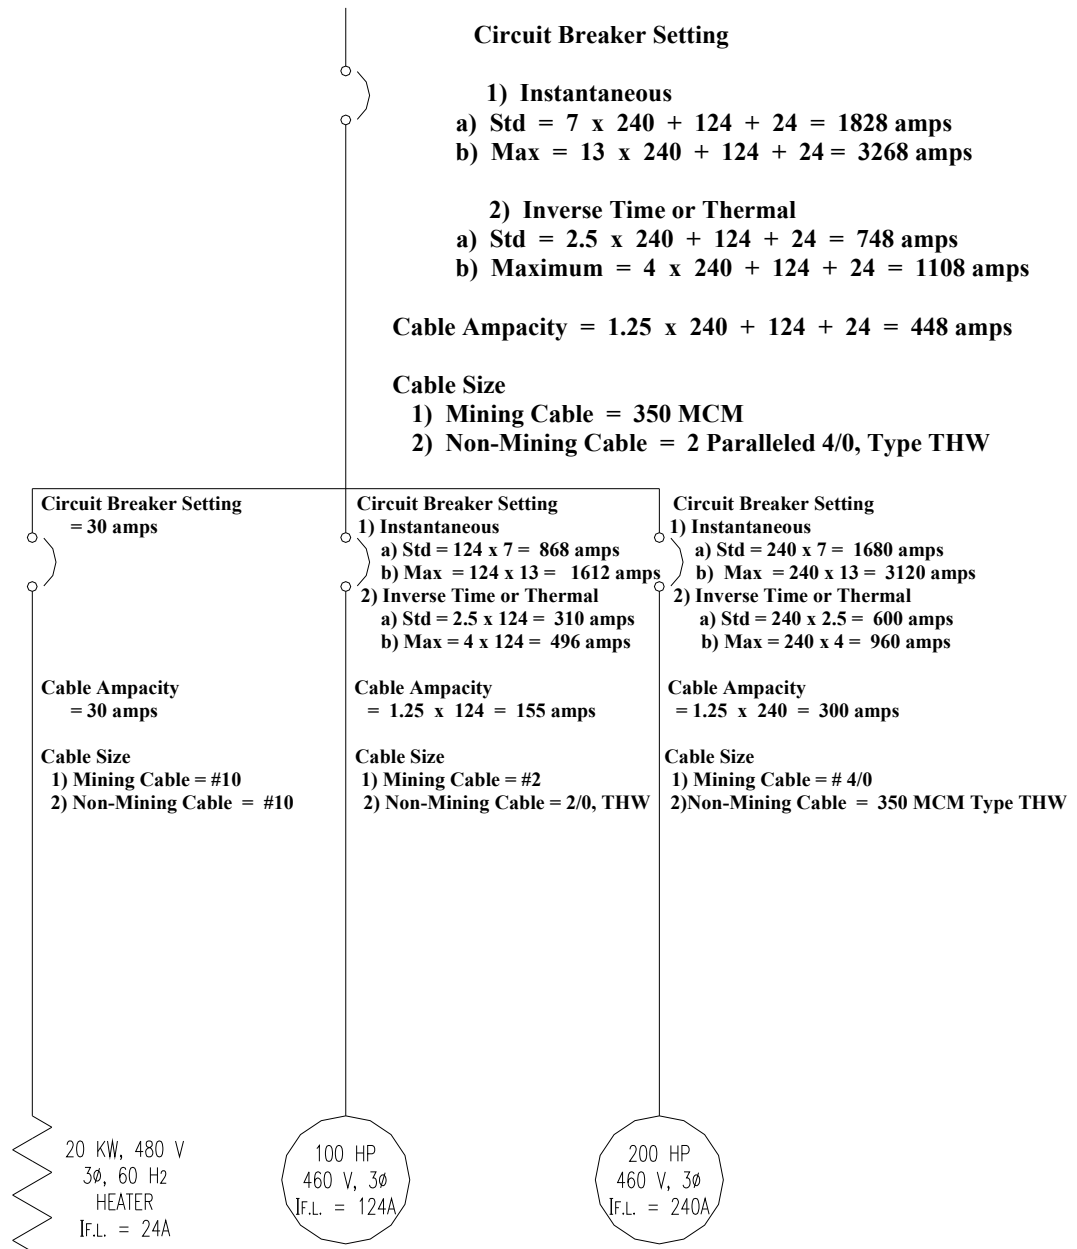 Circuit Breaker Setting
1) Instantaneous
a) Std = 7 x 240 + 124 + 24 = 1828 amps
b) Max = 13 x 240 + 124 + 24 = 3268 amps
2) Inverse Time or Thermal
a) Std = 2.5 x 240 + 124 + 24 = 748 amps
b) Maximum = 4 x 240 + 124 + 24 = 1108 amps
Cable Ampacity = 1.25 x 240 + 124 + 24 = 448 amps
Cable Size
1) Mining Cable = 350 MCM
2) Non-Mining Cable = 2 Paralleled 4/0, Type THW
Circuit Breaker Setting
= 30 amps
Cable Ampacity
= 30 amps
Cable Size
1) Mining Cable = #10
2) Non-Mining Cable = #10
20 KW, 480 V
3ø, 60 H2
HEATER
IF.L. = 24A
Circuit Breaker Setting
1) Instantaneous
a) Std = 124 x 7 = 868 amps
b) Max = 124 x 13 = 1612 amps
2) Inverse Time or Thermal
a) Std = 2.5 x 124 = 310 amps
b) Max = 4 x 124 = 496 amps
Cable Ampacity
= 1.25 x 124 = 155 amps
Cable Size
1) Mining Cable = #2
2) Non-Mining Cable = 2/0, THW
100 HP
460 V, 3ø
IF.L. = 124A
Circuit Breaker Setting
1) Instantaneous
a) Std = 240 x 7 = 1680 amps
b) Max = 240 x 13 = 3120 amps
2) Inverse Time or Thermal
a) Std = 240 x 2.5 = 600 amps
b) Max = 240 x 4 = 960 amps
Cable Ampacity
= 1.25 x 240 = 300 amps
Cable Size
1) Mining Cable = # 4/0
2)Non-Mining Cable = 350 MCM Type THW
200 HP
460 V, 3ø
IF.L. = 240A